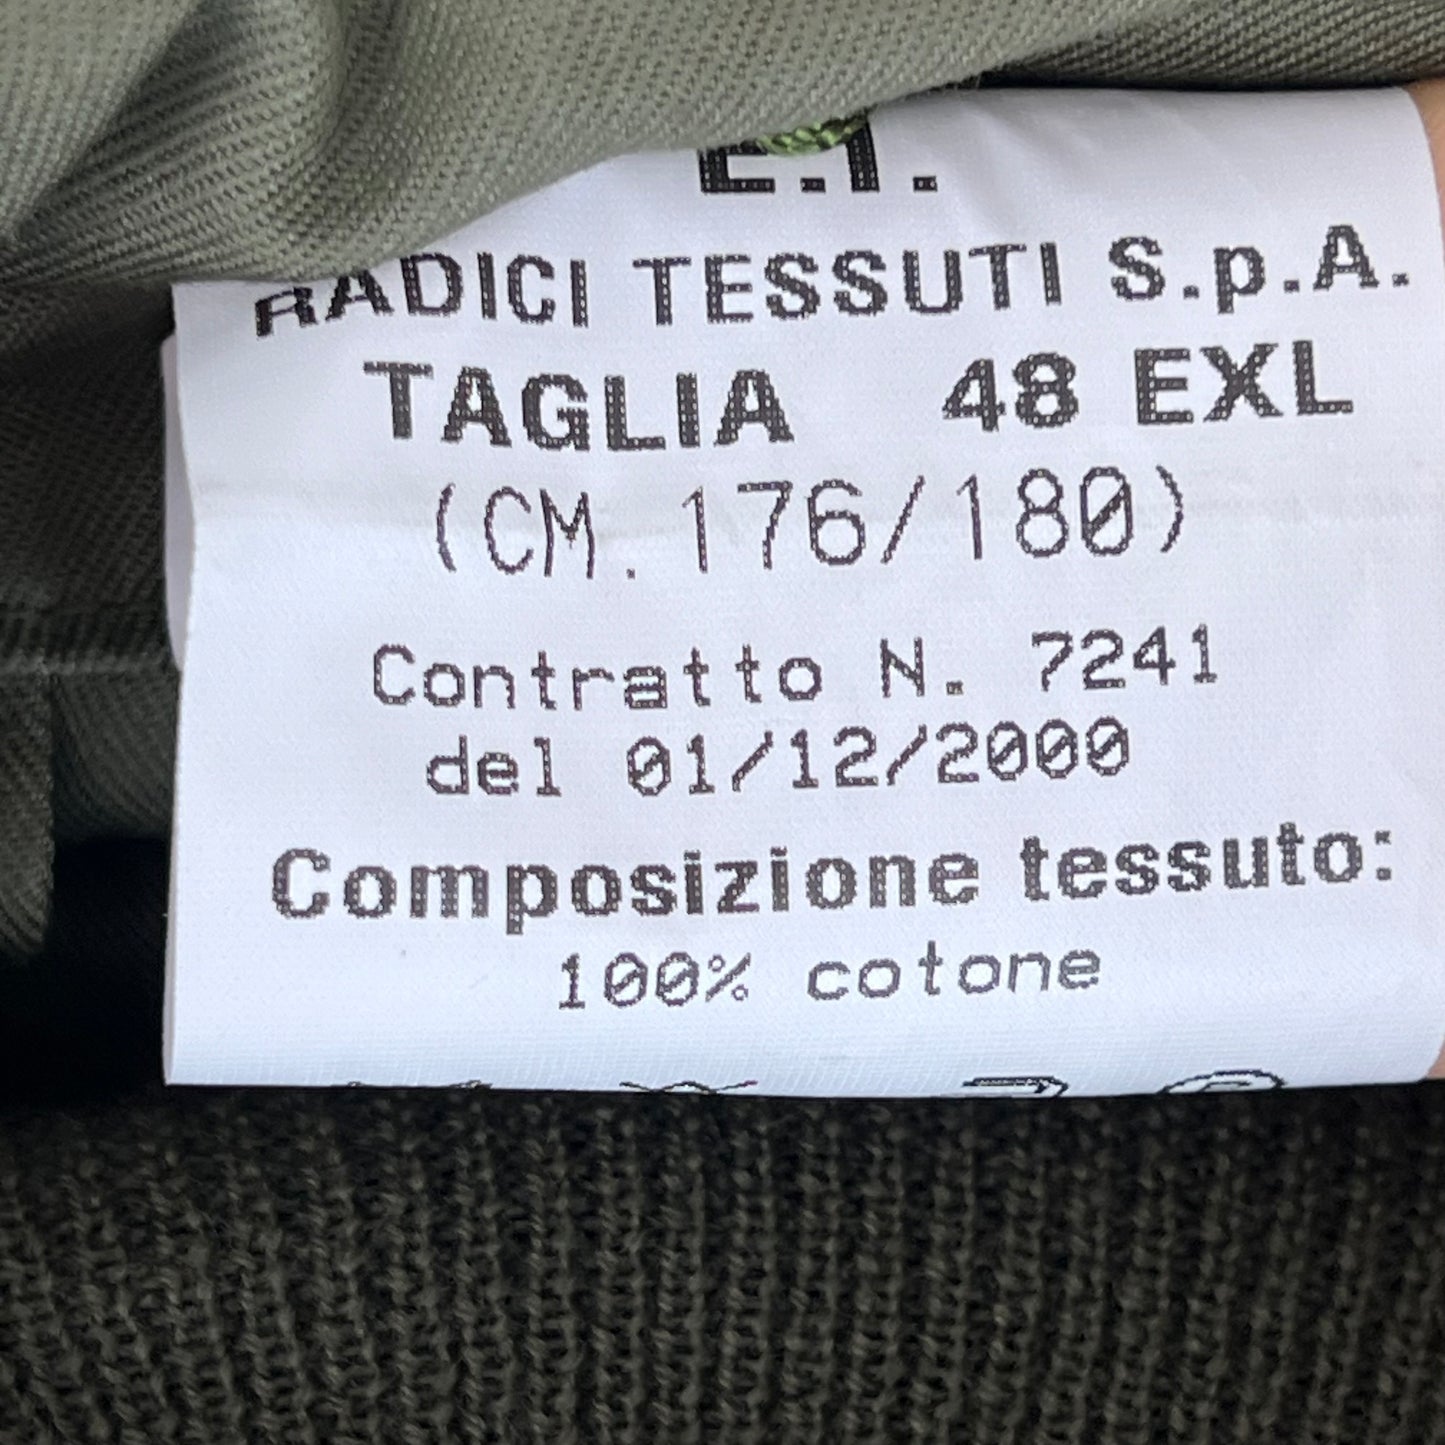 E.I.
RADICI TESSUTI S.p.A.
TAGLIA 48 EXL
(CM. 176/180)
Contratto N. 7241
del 01/12/2000
Composizione tessuto:
100% cotone